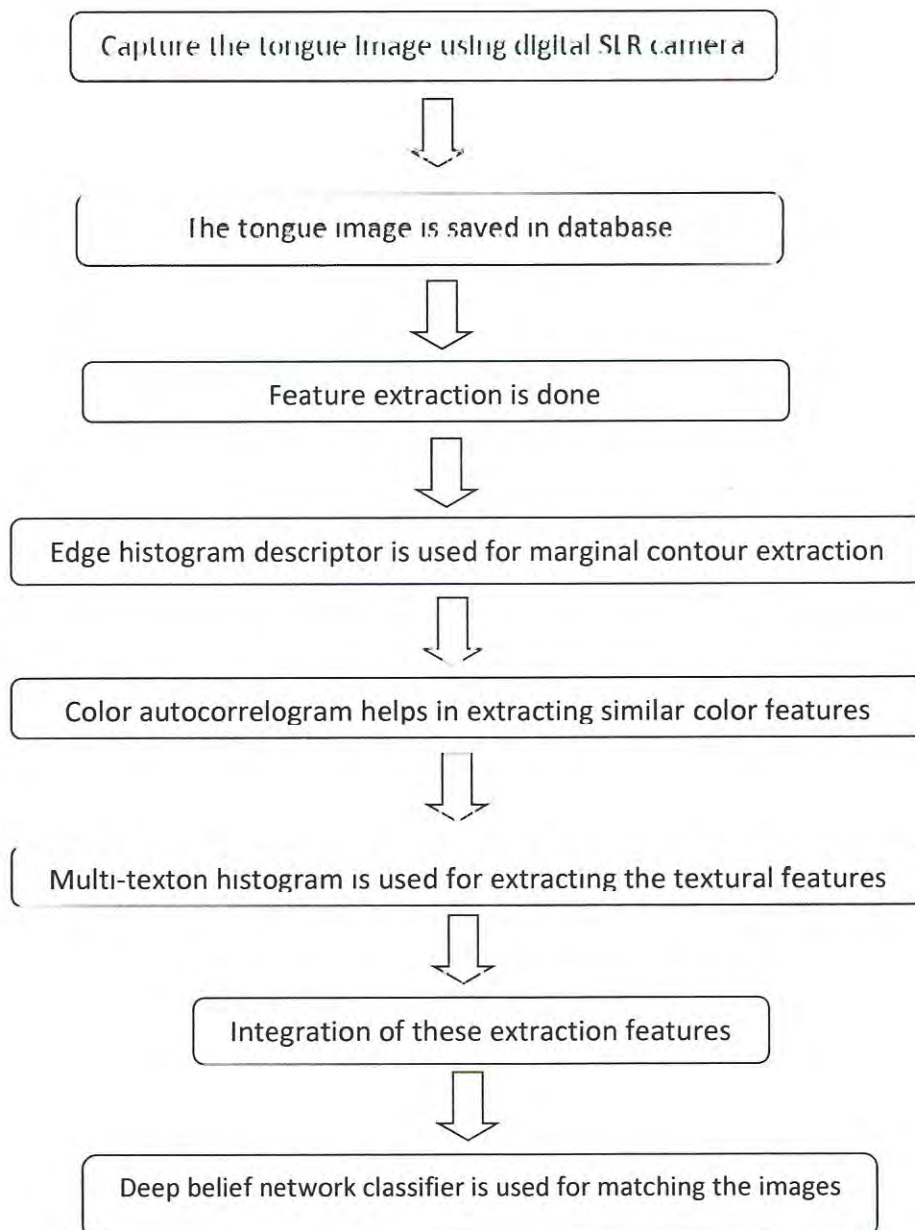 Capture the tongue image using digital SLR camera
The tongue image is saved in database
Feature extraction is done
Edge histogram descriptor is used for marginal contour extraction
Color autocorrelogram helps in extracting similar color features
Multi-texton histogram is used for extracting the textural features
Integration of these extraction features
Deep belief network classifier is used for matching the images